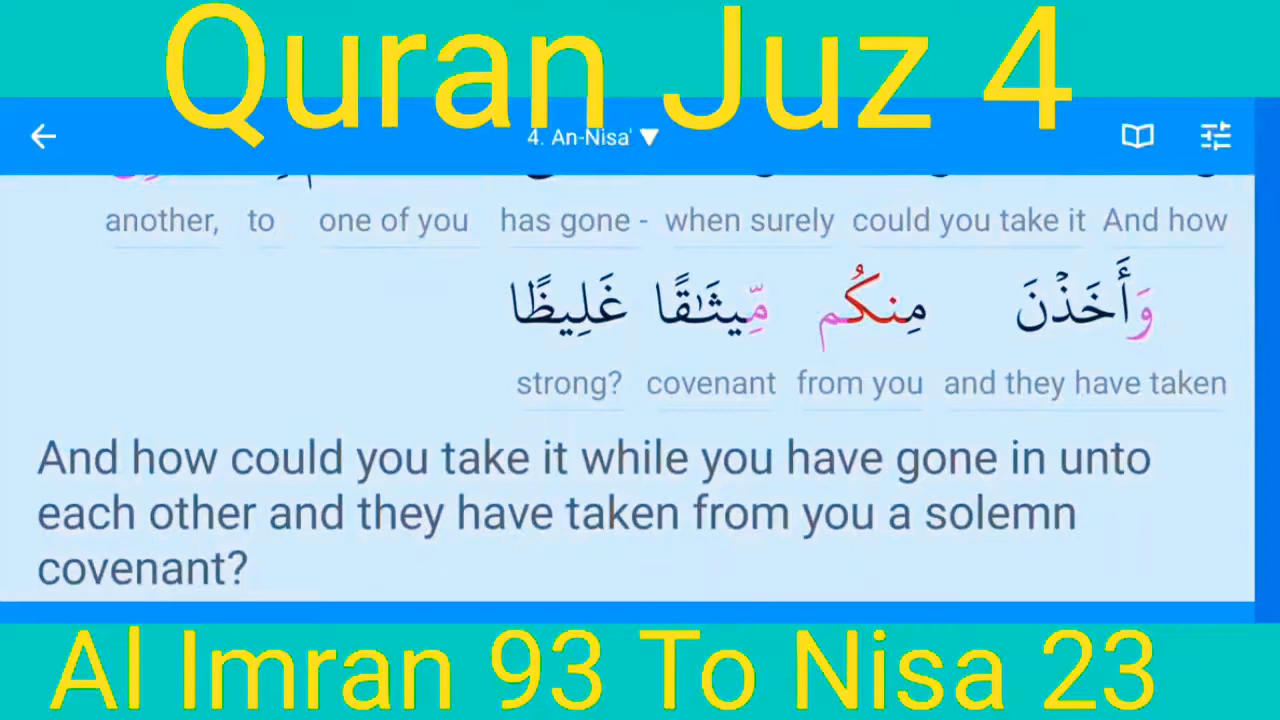 Quran Juz 4
4. An-Nisa'
another, to one of you has gone - when surely could you take it And how
وَأَخَذْنَ مِنكُم مِّيثَـٰقًا غَلِيظًا
strong? covenant from you and they have taken
And how could you take it while you have gone in unto
each other and they have taken from you a solemn
covenant?
Al Imran 93 To Nisa 23